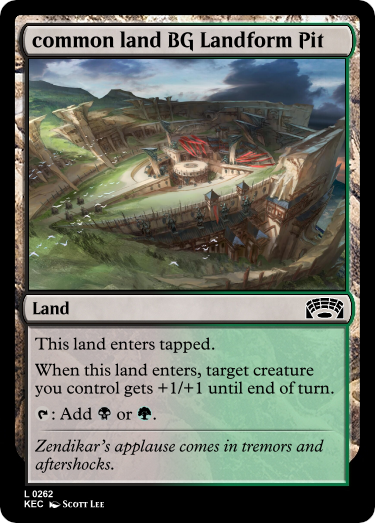 common land BG Landform Pit
Land
This land enters tapped.
When this land enters, target creature
you control gets +1/+1 until end of turn.
: Add or .
Zendikar's applause comes in tremors and
aftershocks.
L 0262
KEC Scott Lee